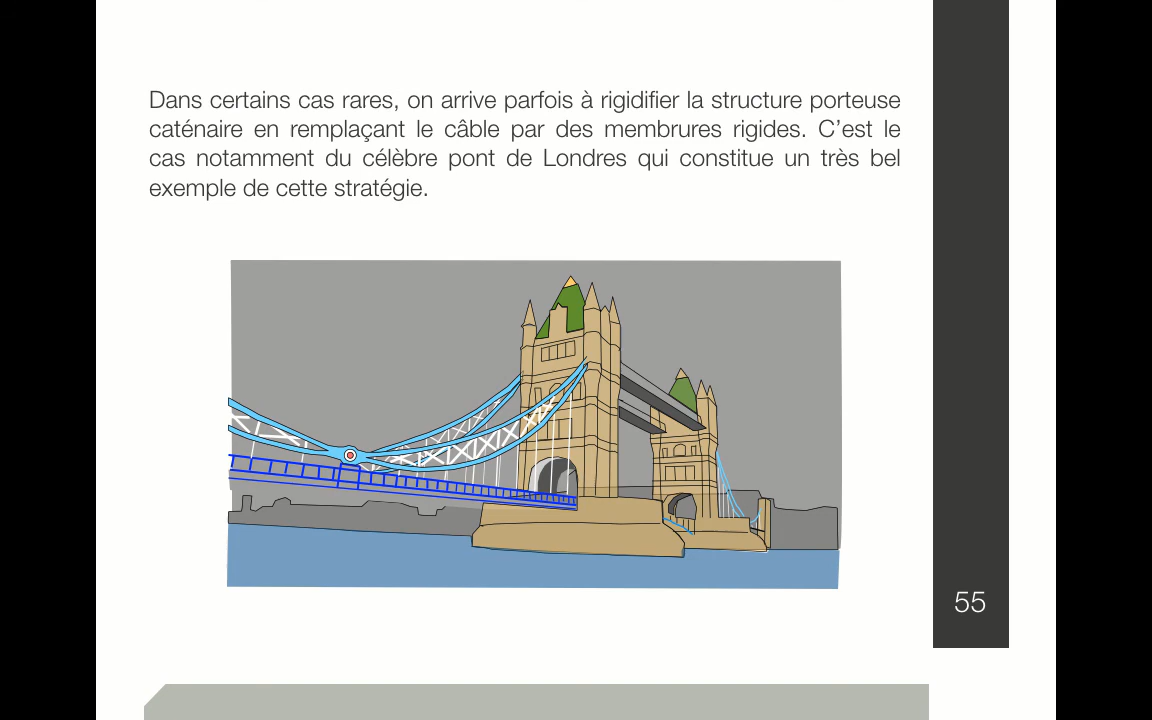 Dans certains cas rares, on arrive parfois à rigidifier la structure porteuse
caténaire en remplaçant le câble par des membrures rigides. C’est le
cas notamment du célèbre pont de Londres qui constitue un très bel
exemple de cette stratégie.
55